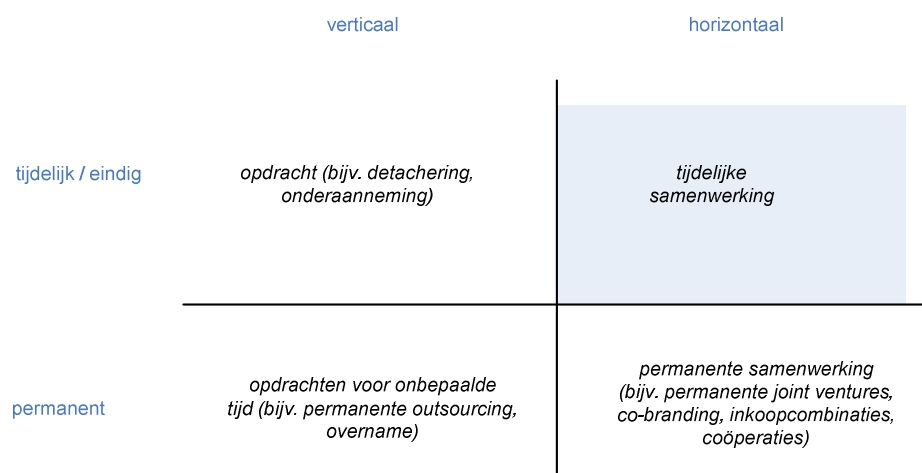 verticaal
horizontaal
tijdelijk / eindig
opdracht (bijv. detachering,
onderaanneming)
tijdelijke
samenwerking
permanent
opdrachten voor onbepaalde
tijd (bijv. permanente outsourcing,
overname)
permanente samenwerking
(bijv. permanente joint ventures,
co-branding, inkoopcombinaties,
coöperaties)